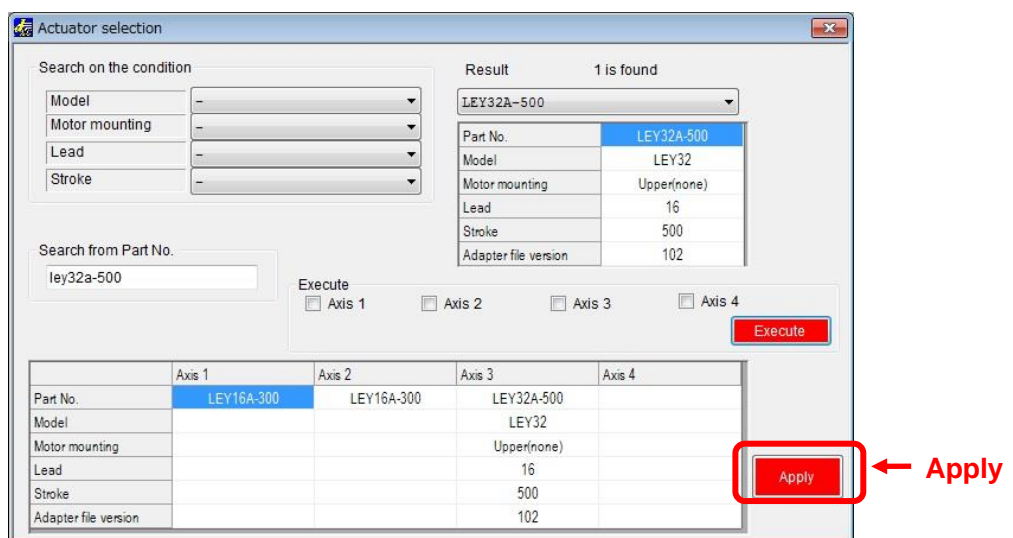 Actuator selection
Search on the condition
Model –
Motor mounting –
Lead –
Stroke –
Result 1 is found
LEY32A-500
Part No. LEY32A-500
Model LEY32
Motor mounting Upper(none)
Lead 16
Stroke 500
Adapter file version 102
Search from Part No.
ley32a-500
Execute
Axis 1 Axis 2 Axis 3 Axis 4
Execute
Axis 1 Axis 2 Axis 3 Axis 4
Part No. LEY16A-300 LEY16A-300 LEY32A-500
Model LEY32
Motor mounting Upper(none)
Lead 16
Stroke 500
Adapter file version 102
Apply
Apply